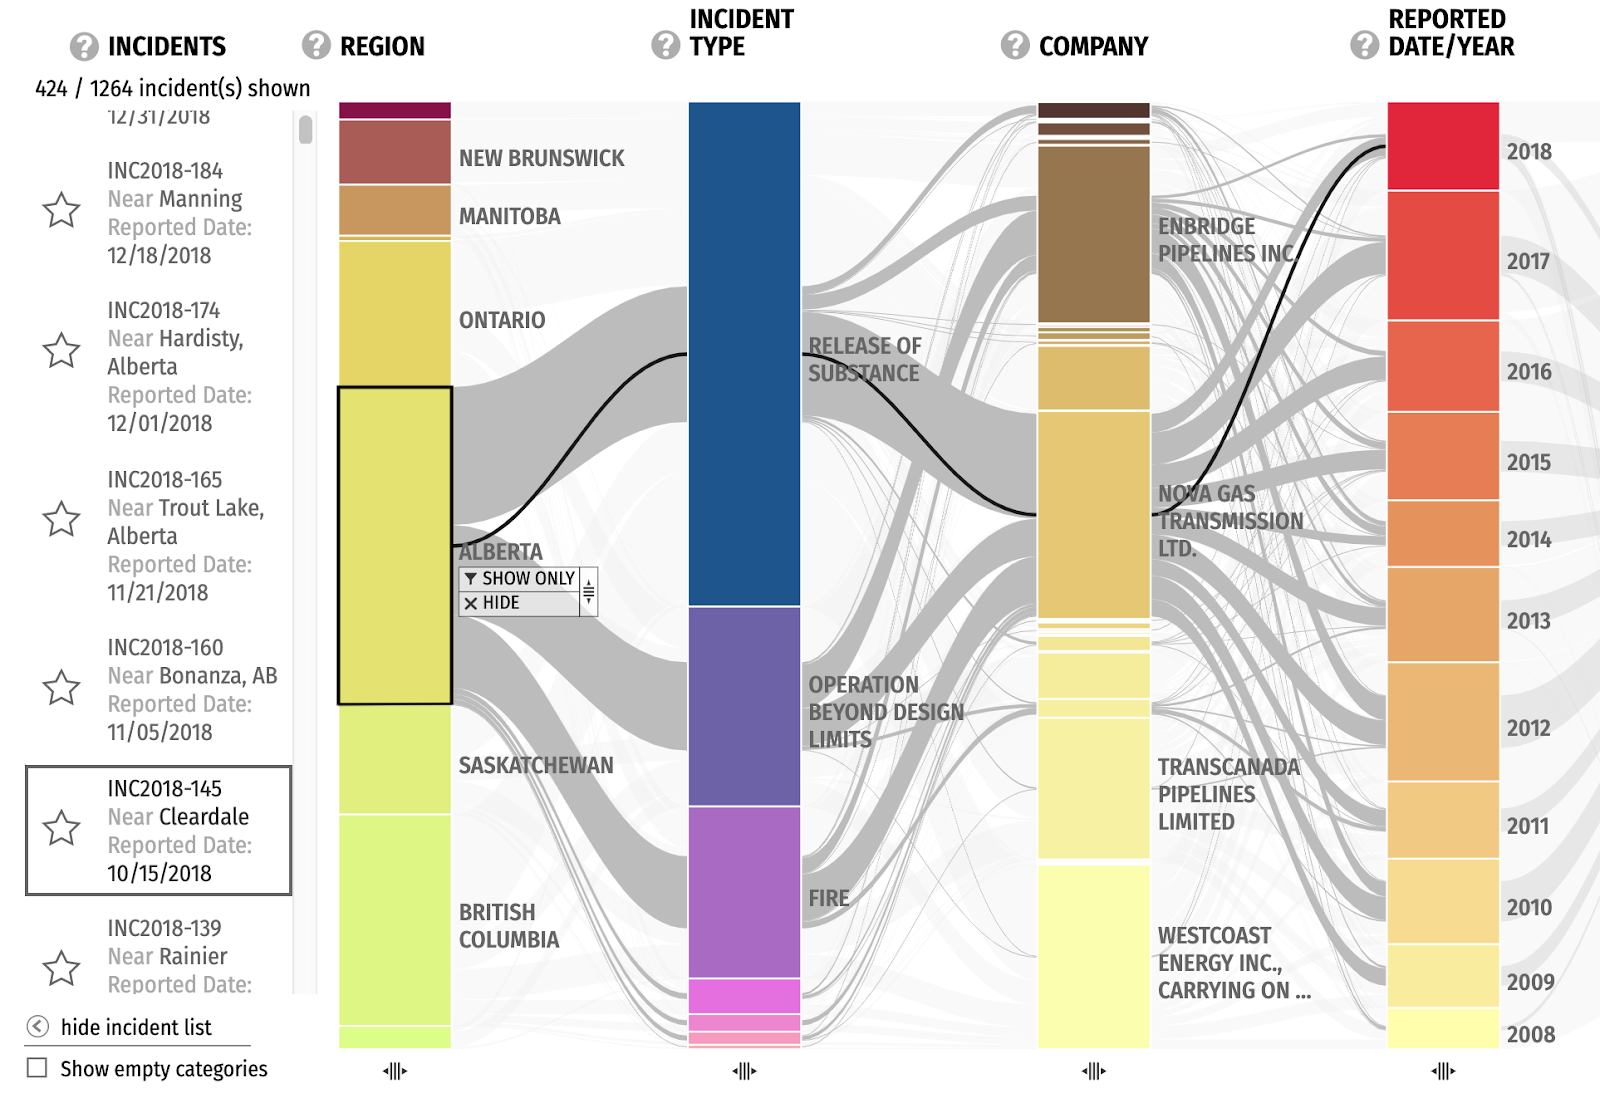 INCIDENTS
REGION
INCIDENT
TYPE
COMPANY
REPORTED
DATE/YEAR
424 / 1264 incident(s) shown
12/31/2018
INC2018-184
Near Manning
Reported Date:
12/18/2018
INC2018-174
Near Hardisty,
Alberta
Reported Date:
12/01/2018
INC2018-165
Near Trout Lake,
Alberta
Reported Date:
11/21/2018
INC2018-160
Near Bonanza, AB
Reported Date:
11/05/2018
INC2018-145
Near Cleardale
Reported Date:
10/15/2018
INC2018-139
Near Rainier
Reported Date:
hide incident list
Show empty categories
NEW BRUNSWICK
MANITOBA
ONTARIO
ALBERTA
SHOW ONLY
HIDE
SASKATCHEWAN
BRITISH
COLUMBIA
RELEASE OF
SUBSTANCE
OPERATION
BEYOND DESIGN
LIMITS
FIRE
ENBRIDGE
PIPELINES INC.
NOVA GAS
TRANSMISSION
LTD.
TRANSCANADA
PIPELINES
LIMITED
WESTCOAST
ENERGY INC.,
CARRYING ON ...
2018
2017
2016
2015
2014
2013
2012
2011
2010
2009
2008